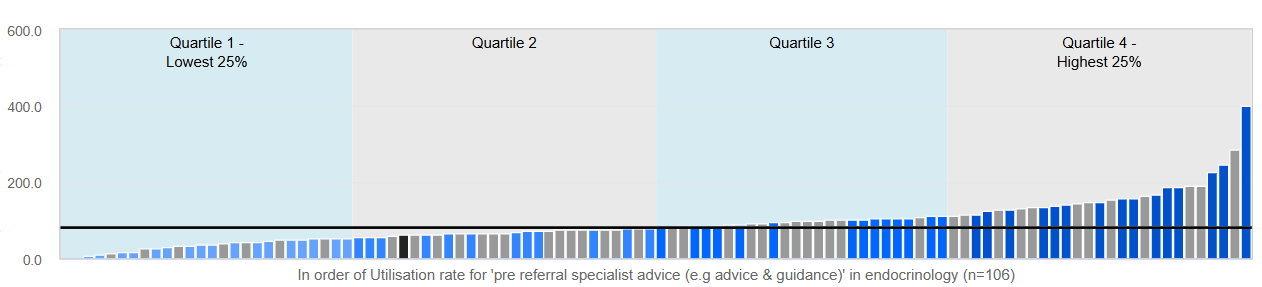 600.0
Quartile 1 -
Lowest 25%
Quartile 2
Quartile 3
Quartile 4 -
Highest 25%
400.0
200.0
0.0
In order of Utilisation rate for 'pre referral specialist advice (e.g advice & guidance)' in endocrinology (n=106)